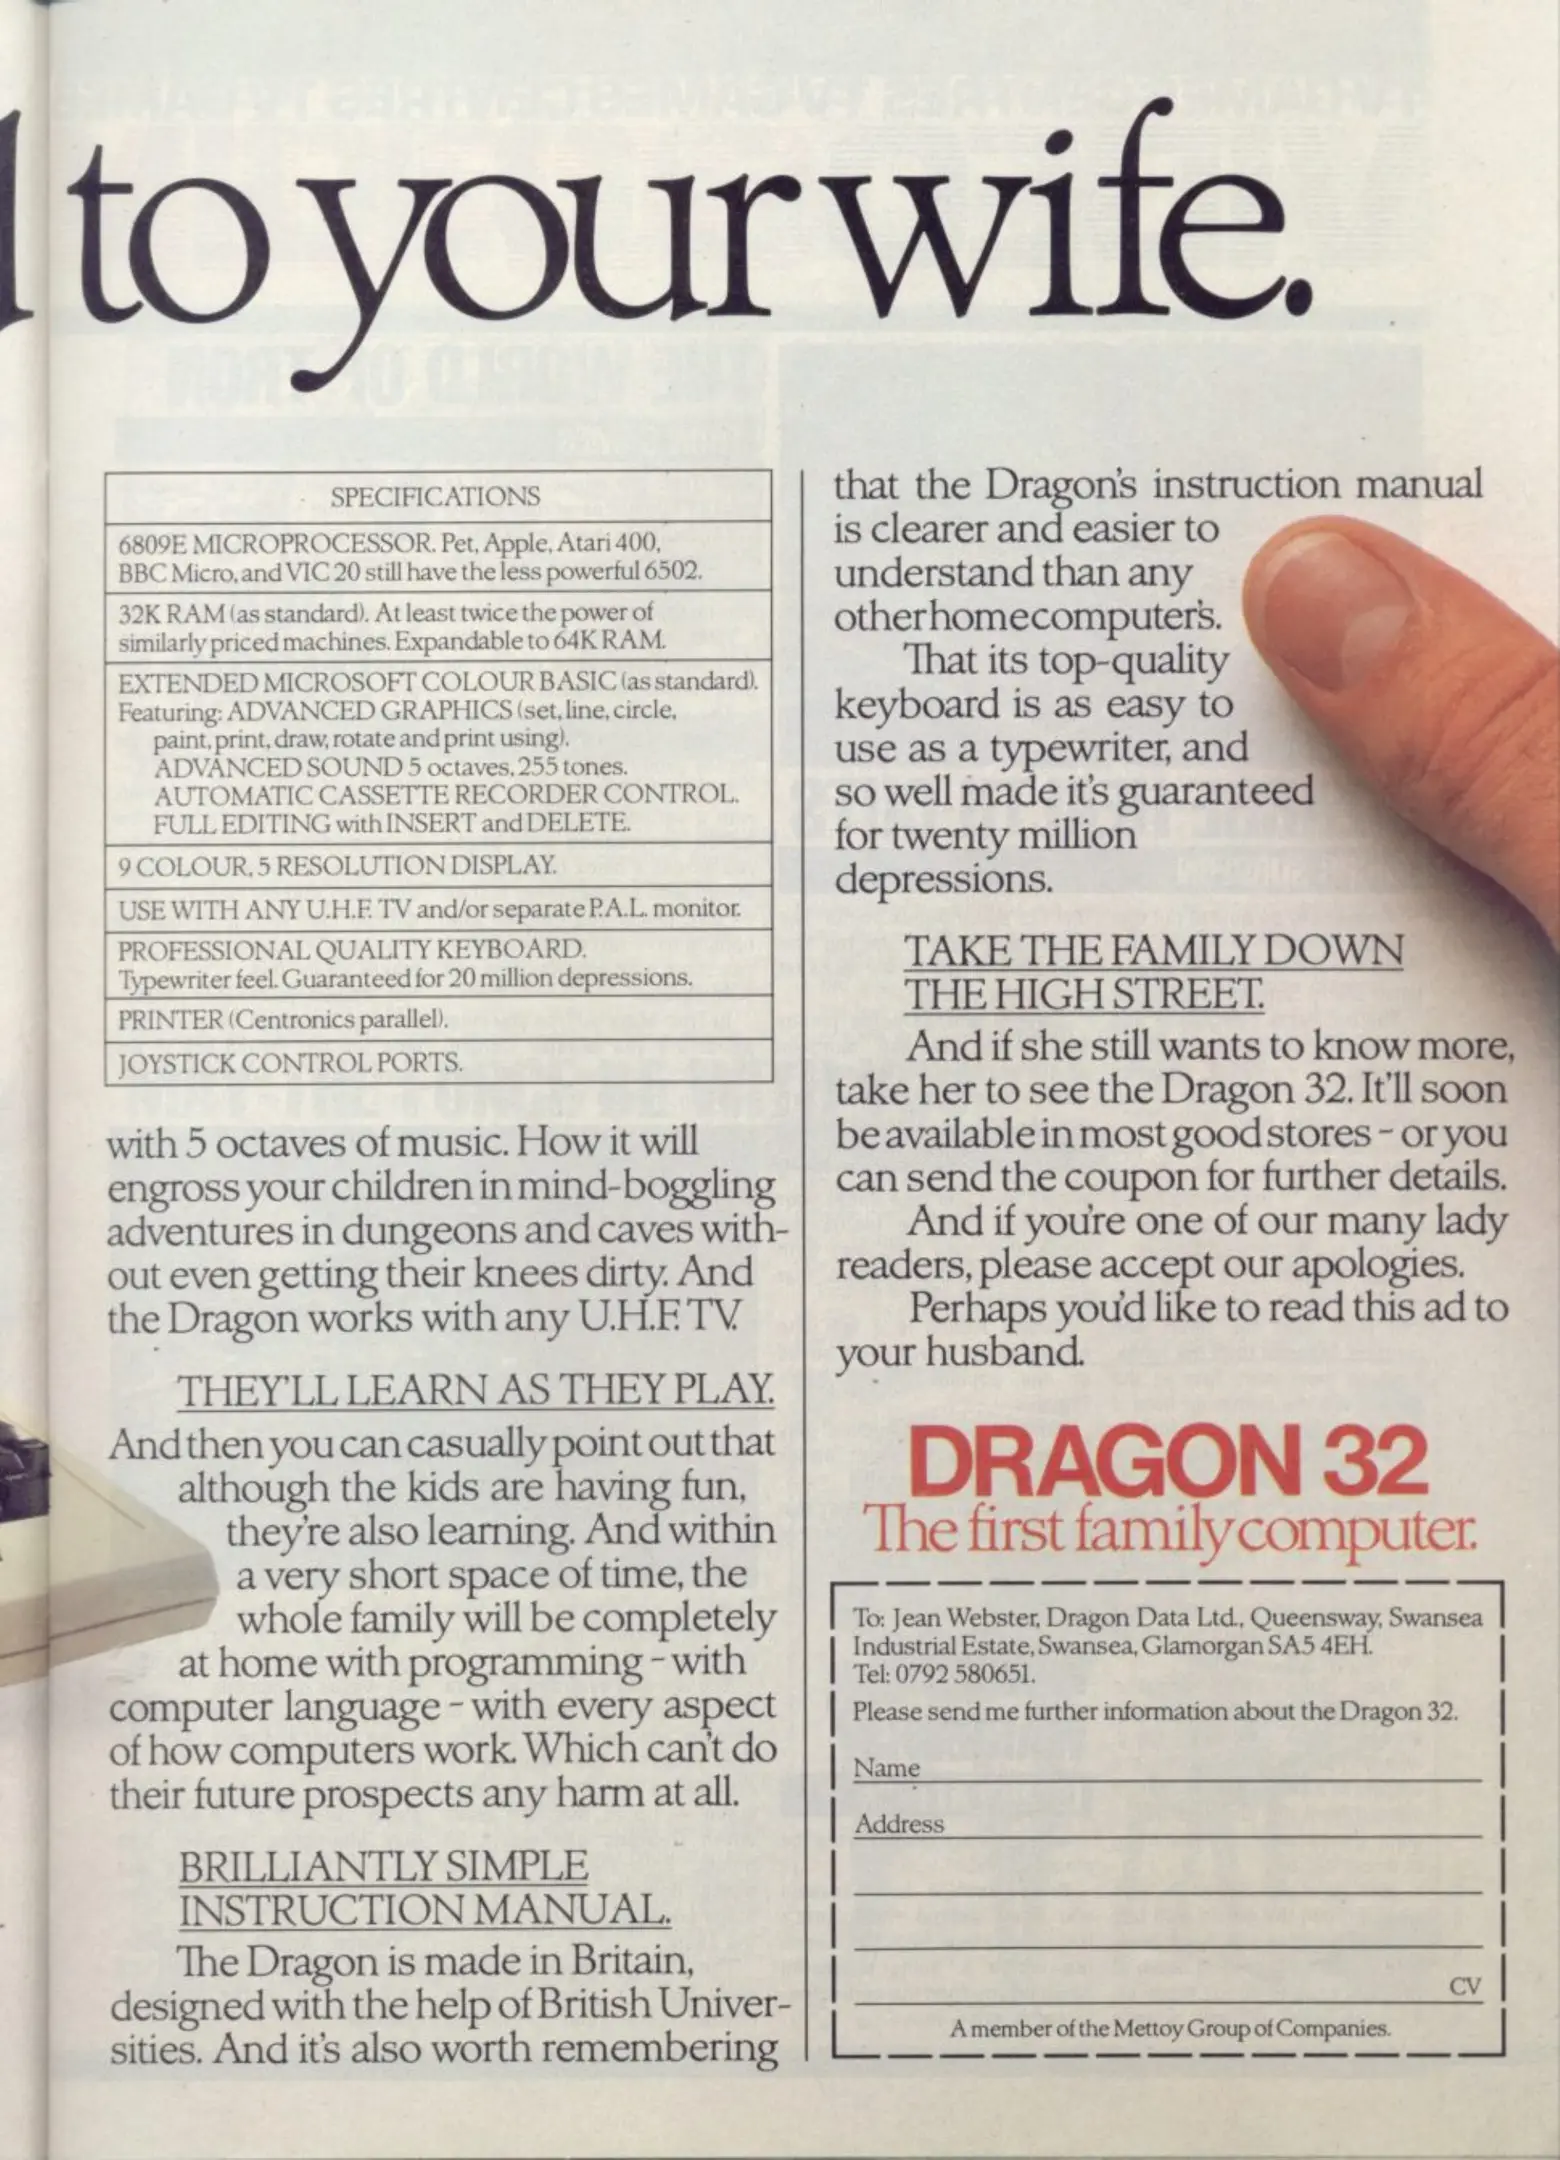 to your wife.
SPECIFICATIONS
6809E MICROPROCESSOR. Pet, Apple, Atari 400,
BBC Micro, and VIC 20 still have the less powerful 6502.
32K RAM (as standard). At least twice the power of
similarly priced machines. Expandable to 64K RAM.
EXTENDED MICROSOFT COLOUR BASIC (as standard).
Featuring: ADVANCED GRAPHICS (set, line, circle,
paint, print, draw, rotate and print using).
ADVANCED SOUND 5 octaves, 255 tones.
AUTOMATIC CASSETTE RECORDER CONTROL.
FULL EDITING with INSERT and DELETE.
9 COLOUR, 5 RESOLUTION DISPLAY.
USE WITH ANY U.H.F. TV and/or separate P.A.L. monitor.
PROFESSIONAL QUALITY KEYBOARD.
Typewriter feel. Guaranteed for 20 million depressions.
PRINTER (Centronics parallel).
JOYSTICK CONTROL PORTS.
with 5 octaves of music. How it will
engross your children in mind-boggling
adventures in dungeons and caves with-
out even getting their knees dirty. And
the Dragon works with any U.H.F. TV.
THEY'LL LEARN AS THEY PLAY.
And then you can casually point out that
although the kids are having fun,
they're also learning. And within
a very short space of time, the
whole family will be completely
at home with programming - with
computer language - with every aspect
of how computers work. Which can't do
their future prospects any harm at all.
BRILLIANTLY SIMPLE
INSTRUCTION MANUAL.
The Dragon is made in Britain,
designed with the help of British Univer-
sities. And it's also worth remembering
that the Dragon's instruction manual
is clearer and easier to
understand than any
other home computer's.
That its top-quality
keyboard is as easy to
use as a typewriter, and
so well made it's guaranteed
for twenty million
depressions.
TAKE THE FAMILY DOWN
THE HIGH STREET.
And if she still wants to know more,
take her to see the Dragon 32. It'll soon
be available in most good stores - or you
can send the coupon for further details.
And if you're one of our many lady
readers, please accept our apologies.
Perhaps you'd like to read this ad to
your husband.
DRAGON 32
The first family computer.
To: Jean Webster, Dragon Data Ltd., Queensway, Swansea
Industrial Estate, Swansea, Glamorgan SA5 4EH.
Tel: 0792 580651.
Please send me further information about the Dragon 32.
Name
Address
CV
A member of the Mettoy Group of Companies.